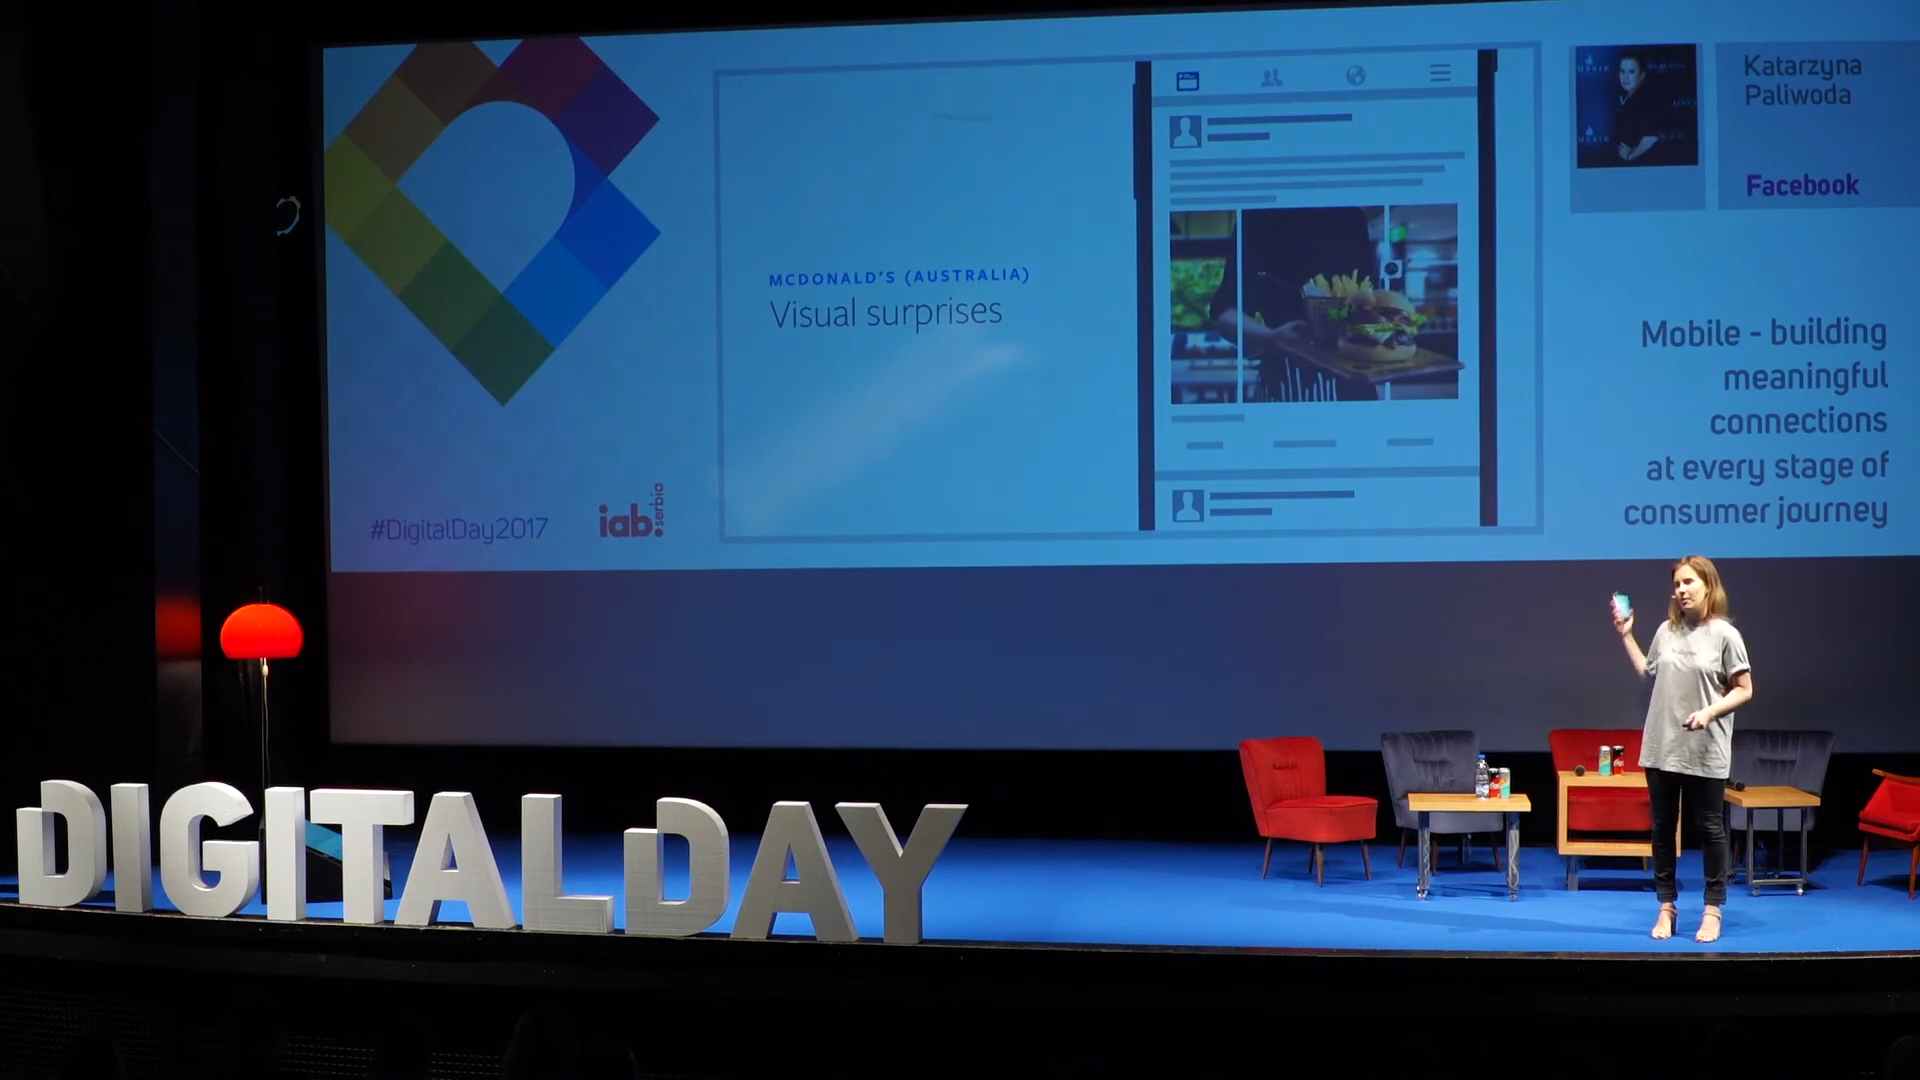 MCDONALD'S (AUSTRALIA)
Visual surprises
#DigitalDay2017
iab.
serbia
Katarzyna
Paliwoda
Facebook
Mobile - building
meaningful
connections
at every stage of
consumer journey
DIGITALDAY